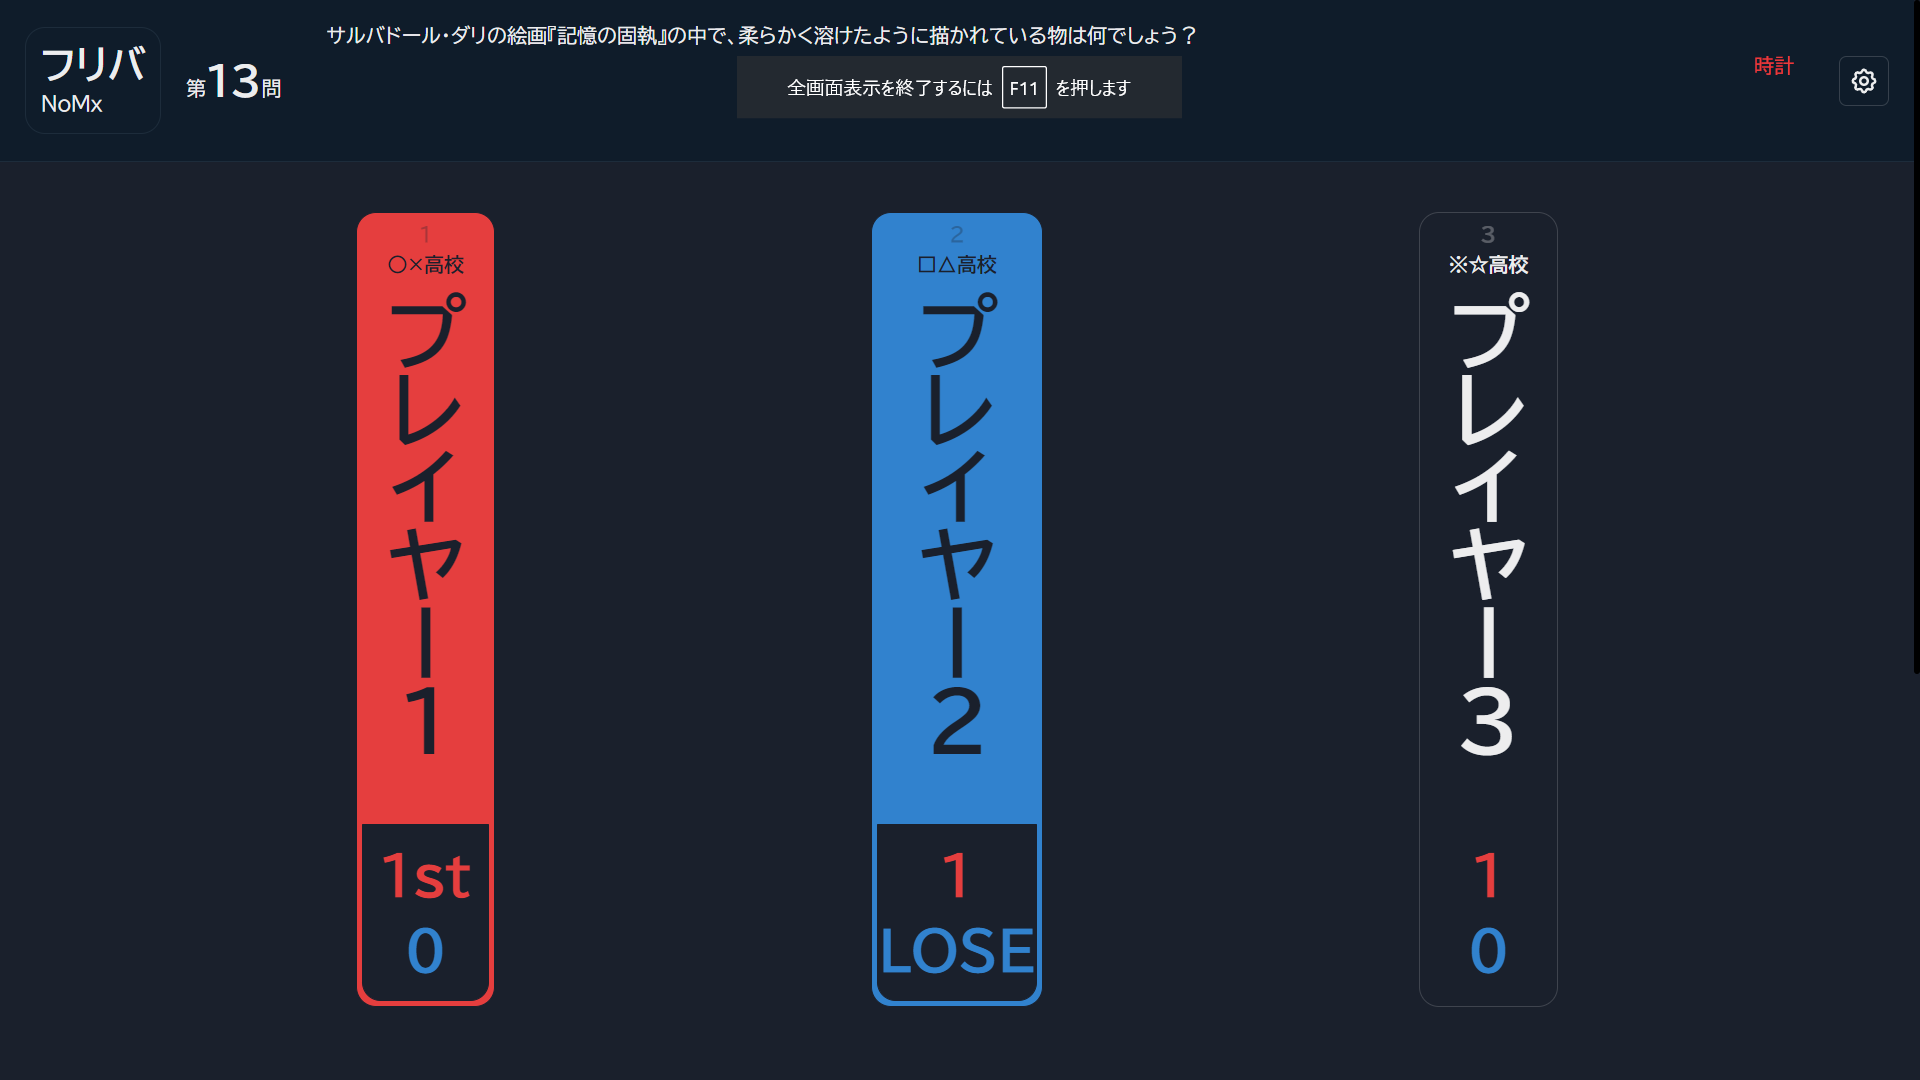 フリバ
NoMx
第13問
サルバドール・ダリの絵画『記憶の固執』の中で、柔らかく溶けたように描かれている物は何でしょう？
全画面表示を終了するには F11 を押します
時計
1
○×高校
プレイヤー1
1st
0
2
□△高校
プレイヤー2
1
LOSE
3
※☆高校
プレイヤー3
1
0